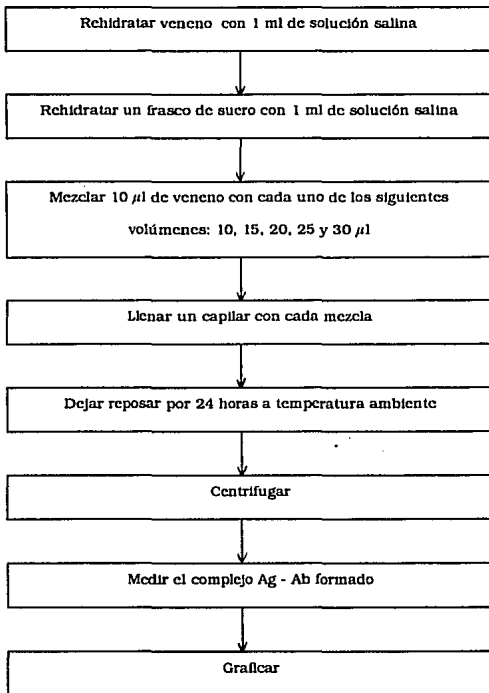 Rehidratar veneno con 1 ml de solución salina
Rehidratar un frasco de suero con 1 ml de solución salina
Mezclar 10 µl de veneno con cada uno de los siguientes
volúmenes: 10, 15, 20, 25 y 30 µl
Llenar un capilar con cada mezcla
Dejar reposar por 24 horas a temperatura ambiente
Centrifugar
Medir el complejo Ag - Ab formado
Graficar